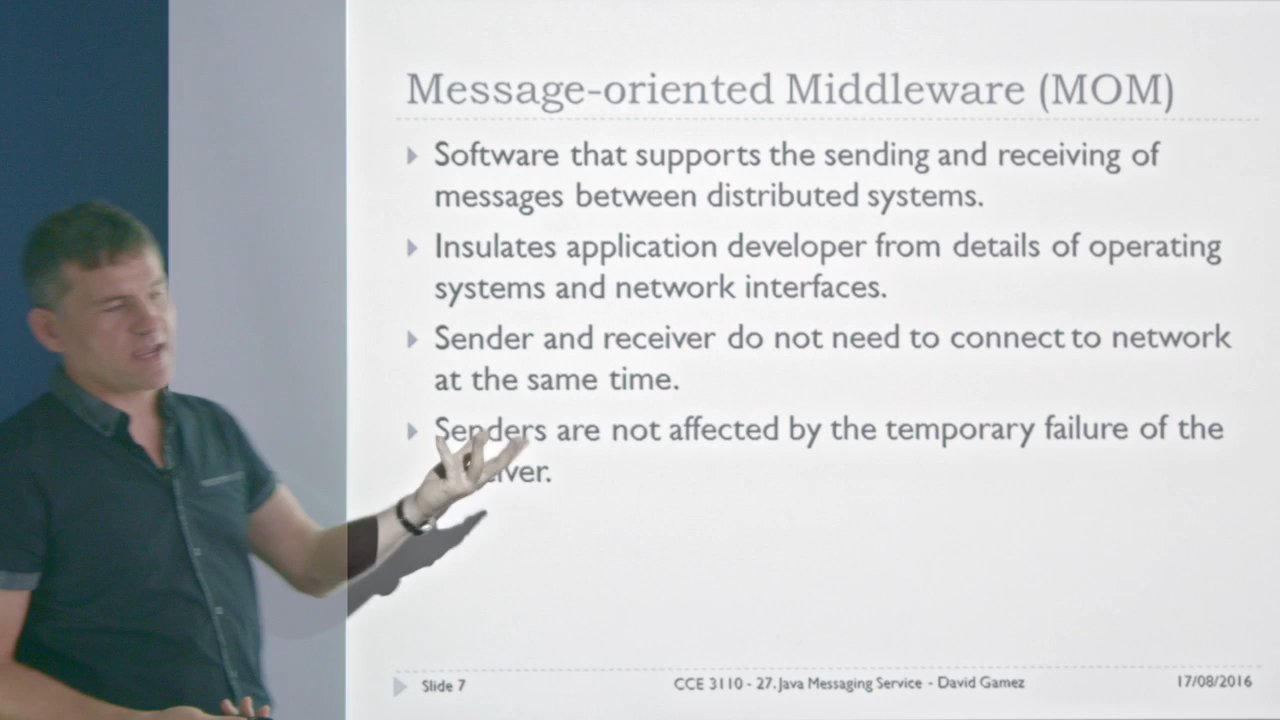 Message-oriented Middleware (MOM)
Software that supports the sending and receiving of
messages between distributed systems.
Insulates application developer from details of operating
systems and network interfaces.
Sender and receiver do not need to connect to network
at the same time.
Senders are not affected by the temporary failure of the
Slide 7
CCE 3110 - 27. Java Messaging Service - David Gamez
17/08/2016